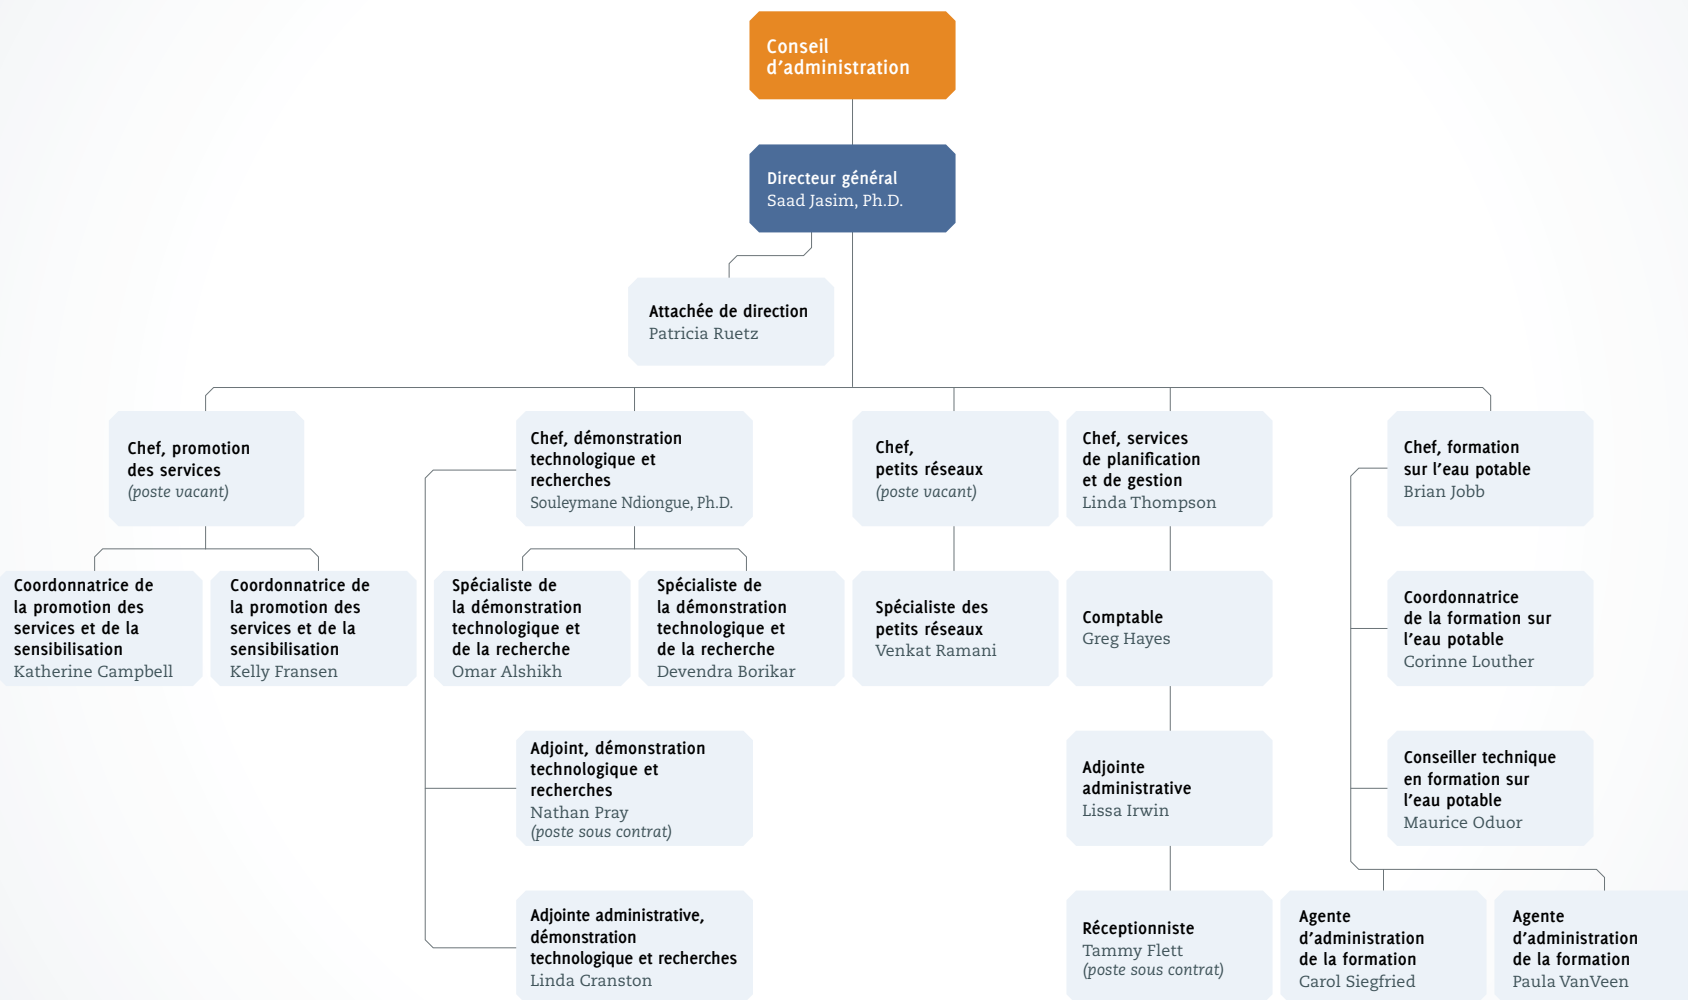 Conseil
d’administration
Directeur général
Saad Jasim, Ph.D.
Attachée de direction
Patricia Ruetz
Chef, promotion
des services
(poste vacant)
Chef, démonstration
technologique et
recherches
Souleymane Ndiongue, Ph.D.
Chef,
petits réseaux
(poste vacant)
Chef, services
de planification
et de gestion
Linda Thompson
Chef, formation
sur l’eau potable
Brian Jobb
Coordonnatrice de
la promotion des
services et de la
sensibilisation
Katherine Campbell
Coordonnatrice de
la promotion des
services et de la
sensibilisation
Kelly Fransen
Spécialiste de
la démonstration
technologique et
de la recherche
Omar Alshikh
Spécialiste de
la démonstration
technologique et
de la recherche
Devendra Borikar
Spécialiste des
petits réseaux
Venkat Ramani
Comptable
Greg Hayes
Coordonnatrice
de la formation sur
l’eau potable
Corinne Louther
Adjoint, démonstration
technologique et
recherches
Nathan Pray
(poste sous contrat)
Adjointe
administrative
Lissa Irwin
Conseiller technique
en formation sur
l’eau potable
Maurice Oduor
Adjointe administrative,
démonstration
technologique et recherches
Linda Cranston
Réceptionniste
Tammy Flett
(poste sous contrat)
Agente
d’administration
de la formation
Carol Siegfried
Agente
d’administration
de la formation
Paula VanVeen